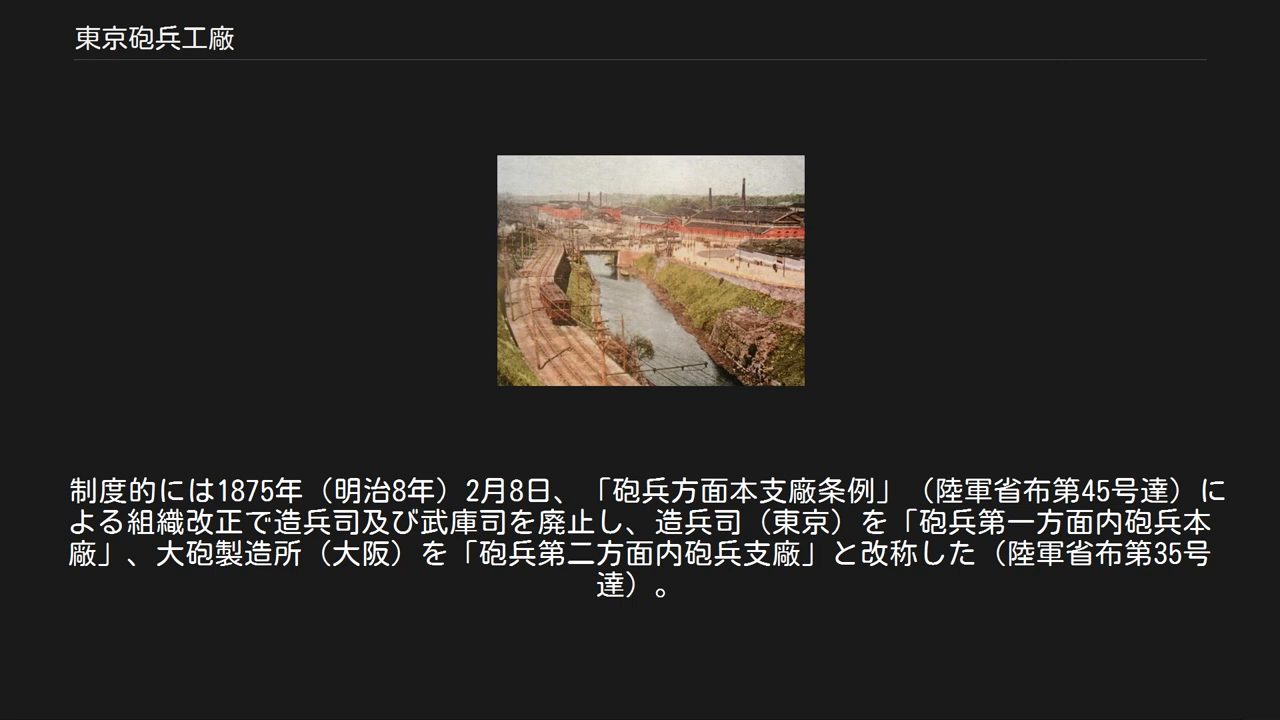 東京砲兵工廠
制度的には1875年（明治8年）2月8日、「砲兵方面本支廠条例」（陸軍省布第45号達）に
よる組織改正で造兵司及び武庫司を廃止し、造兵司（東京）を「砲兵第一方面内砲兵本
廠」、大砲製造所（大阪）を「砲兵第二方面内砲兵支廠」と改称した（陸軍省布第35号
達）。